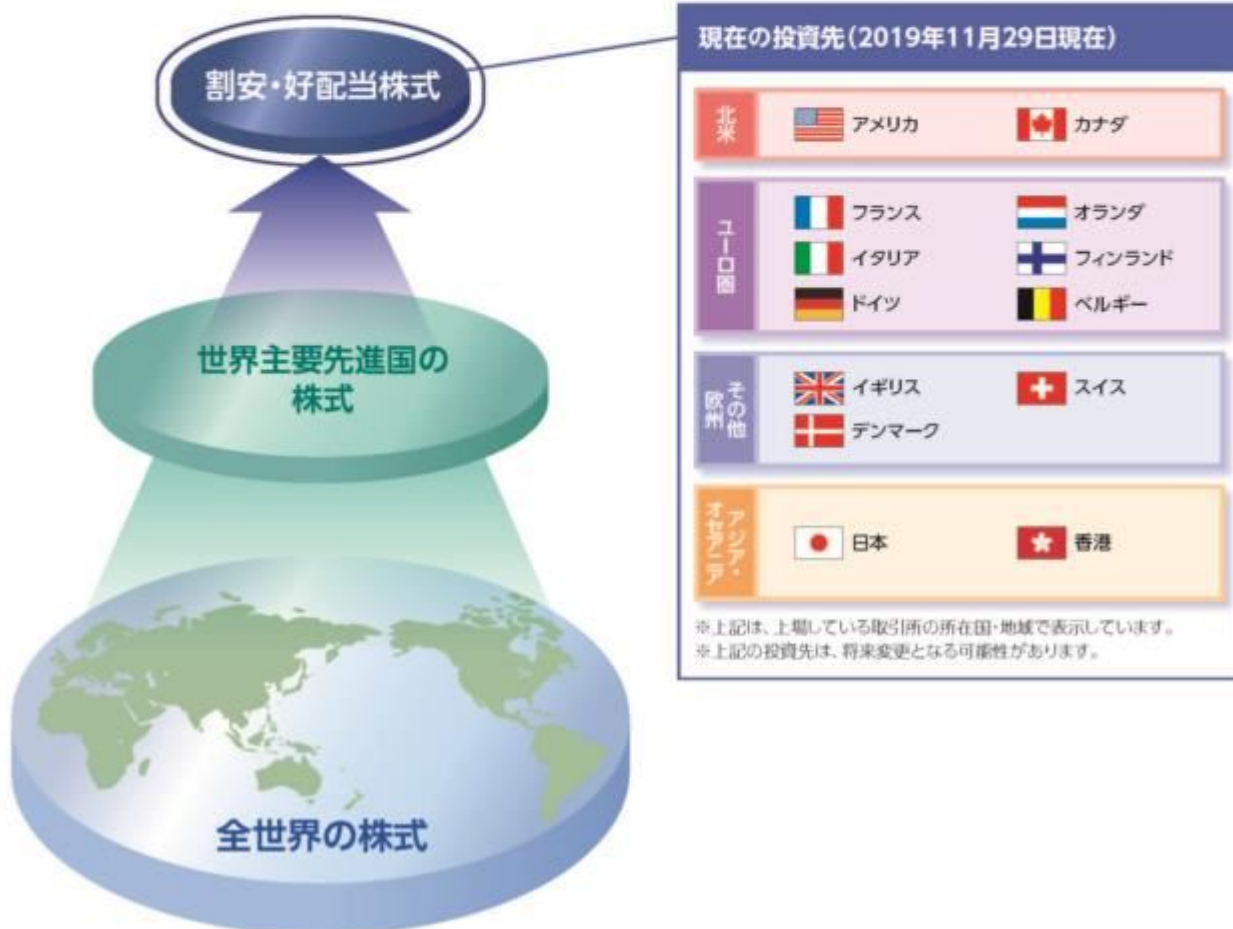 割安・好配当株式
世界主要先進国の
株式
全世界の株式
現在の投資先(2019年11月29日現在)
北米
アメリカ
カナダ
ユーロ圏
フランス
オランダ
イタリア
フィンランド
ドイツ
ベルギー
その他
欧州
イギリス
スイス
デンマーク
アジア・
オセアニア
日本
香港
※上記は、上場している取引所の所在国・地域で表示しています。
※上記の投資先は、将来変更となる可能性があります。